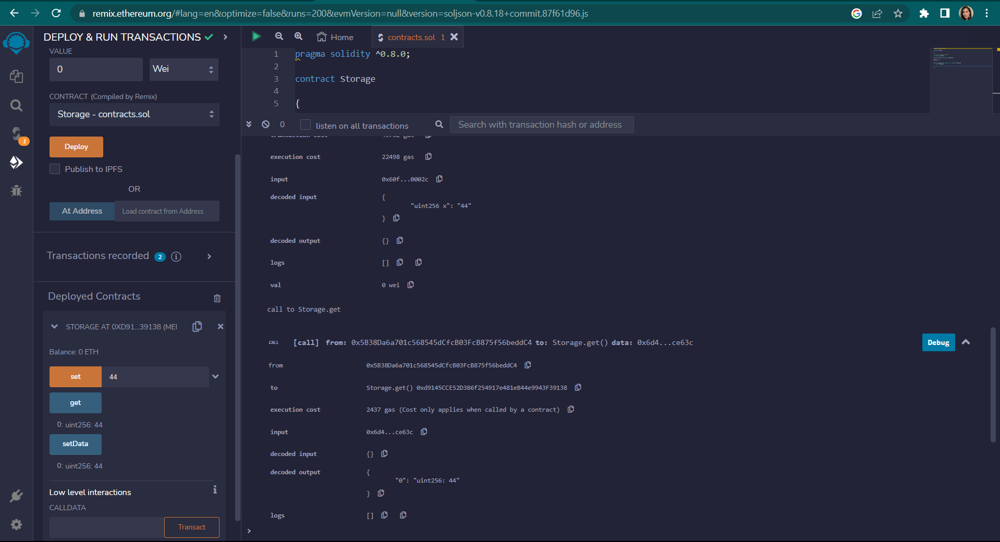 remix.ethereum.org/#lang=en&optimize=false&runs=200&evmVersion=null&version=soljson-v0.8.18+commit.87f61d96.js
DEPLOY & RUN TRANSACTIONS
VALUE
0
Wei
CONTRACT (Compiled by Remix)
Storage - contracts.sol
1
Deploy
Publish to IPFS
OR
At Address
Load contract from Address
Transactions recorded 2 i
Deployed Contracts
STORAGE AT 0XD91...39138 (MEI
Balance: 0 ETH
set
44
get
0: uint256: 44
setData
0: uint256: 44
Low level interactions
i
CALLDATA
Transact
Home
contracts.sol 1
1 pragma solidity ^0.8.0;
2
3 contract Storage
4
5 {
0
listen on all transactions
Search with transaction hash or address
transaction cost
gas
execution cost 22498 gas
input 0x60f...0002c
decoded input {
"uint256 x": "44"
}
decoded output {}
logs []
val 0 wei
call to Storage.get
CALL [call] from: 0x5B38Da6a701c568545dCfcB03FcB875f56beddC4 to: Storage.get() data: 0x6d4...ce63c
Debug
from 0x5B38Da6a701c568545dCfcB03FcB875f56beddC4
to Storage.get() 0xd9145CCE52D386f254917e481eB44e9943F39138
execution cost 2437 gas (Cost only applies when called by a contract)
input 0x6d4...ce63c
decoded input {}
decoded output {
"0": "uint256: 44"
}
logs []
>